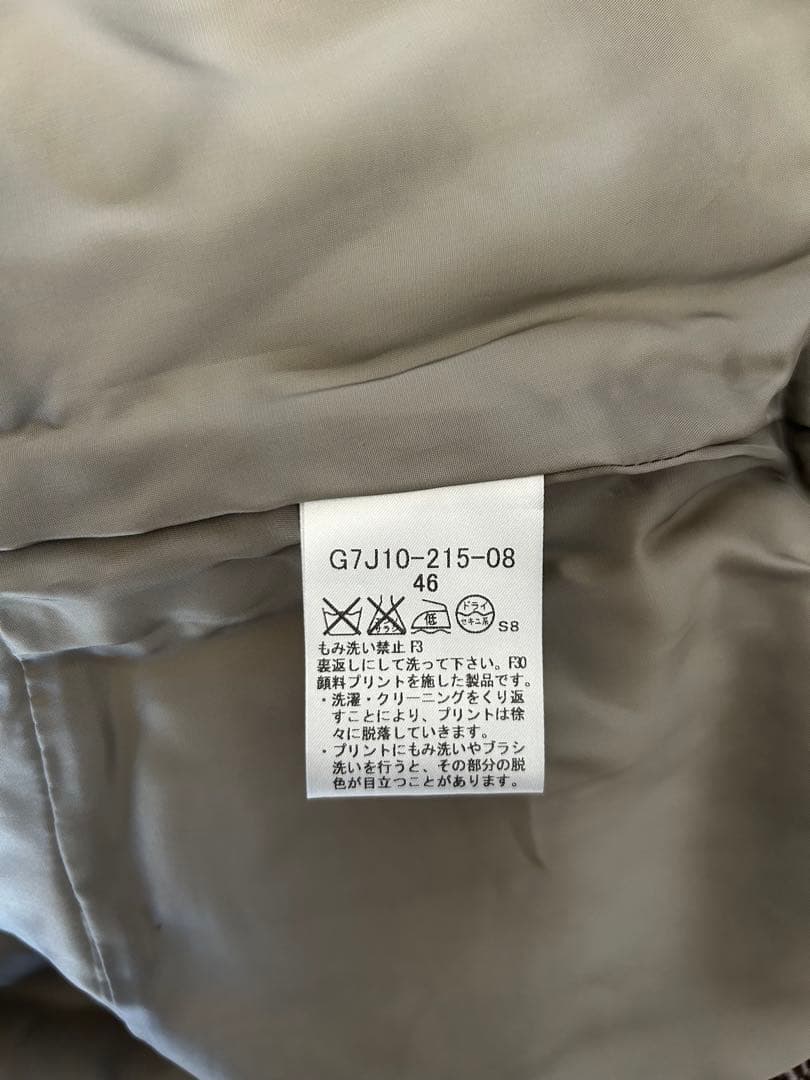 G7J10-215-08
46
ブラシ 低 ドライ セキユ系 S8
もみ洗い禁止 F3
裏返しにして洗って下さい。F30
顔料プリントを施した製品です。
・洗濯・クリーニングをくり返
すことにより、プリントは徐
々に脱落していきます。
・プリントにもみ洗いやブラシ
洗いを行うと、その部分の脱
色が目立つことがあります。